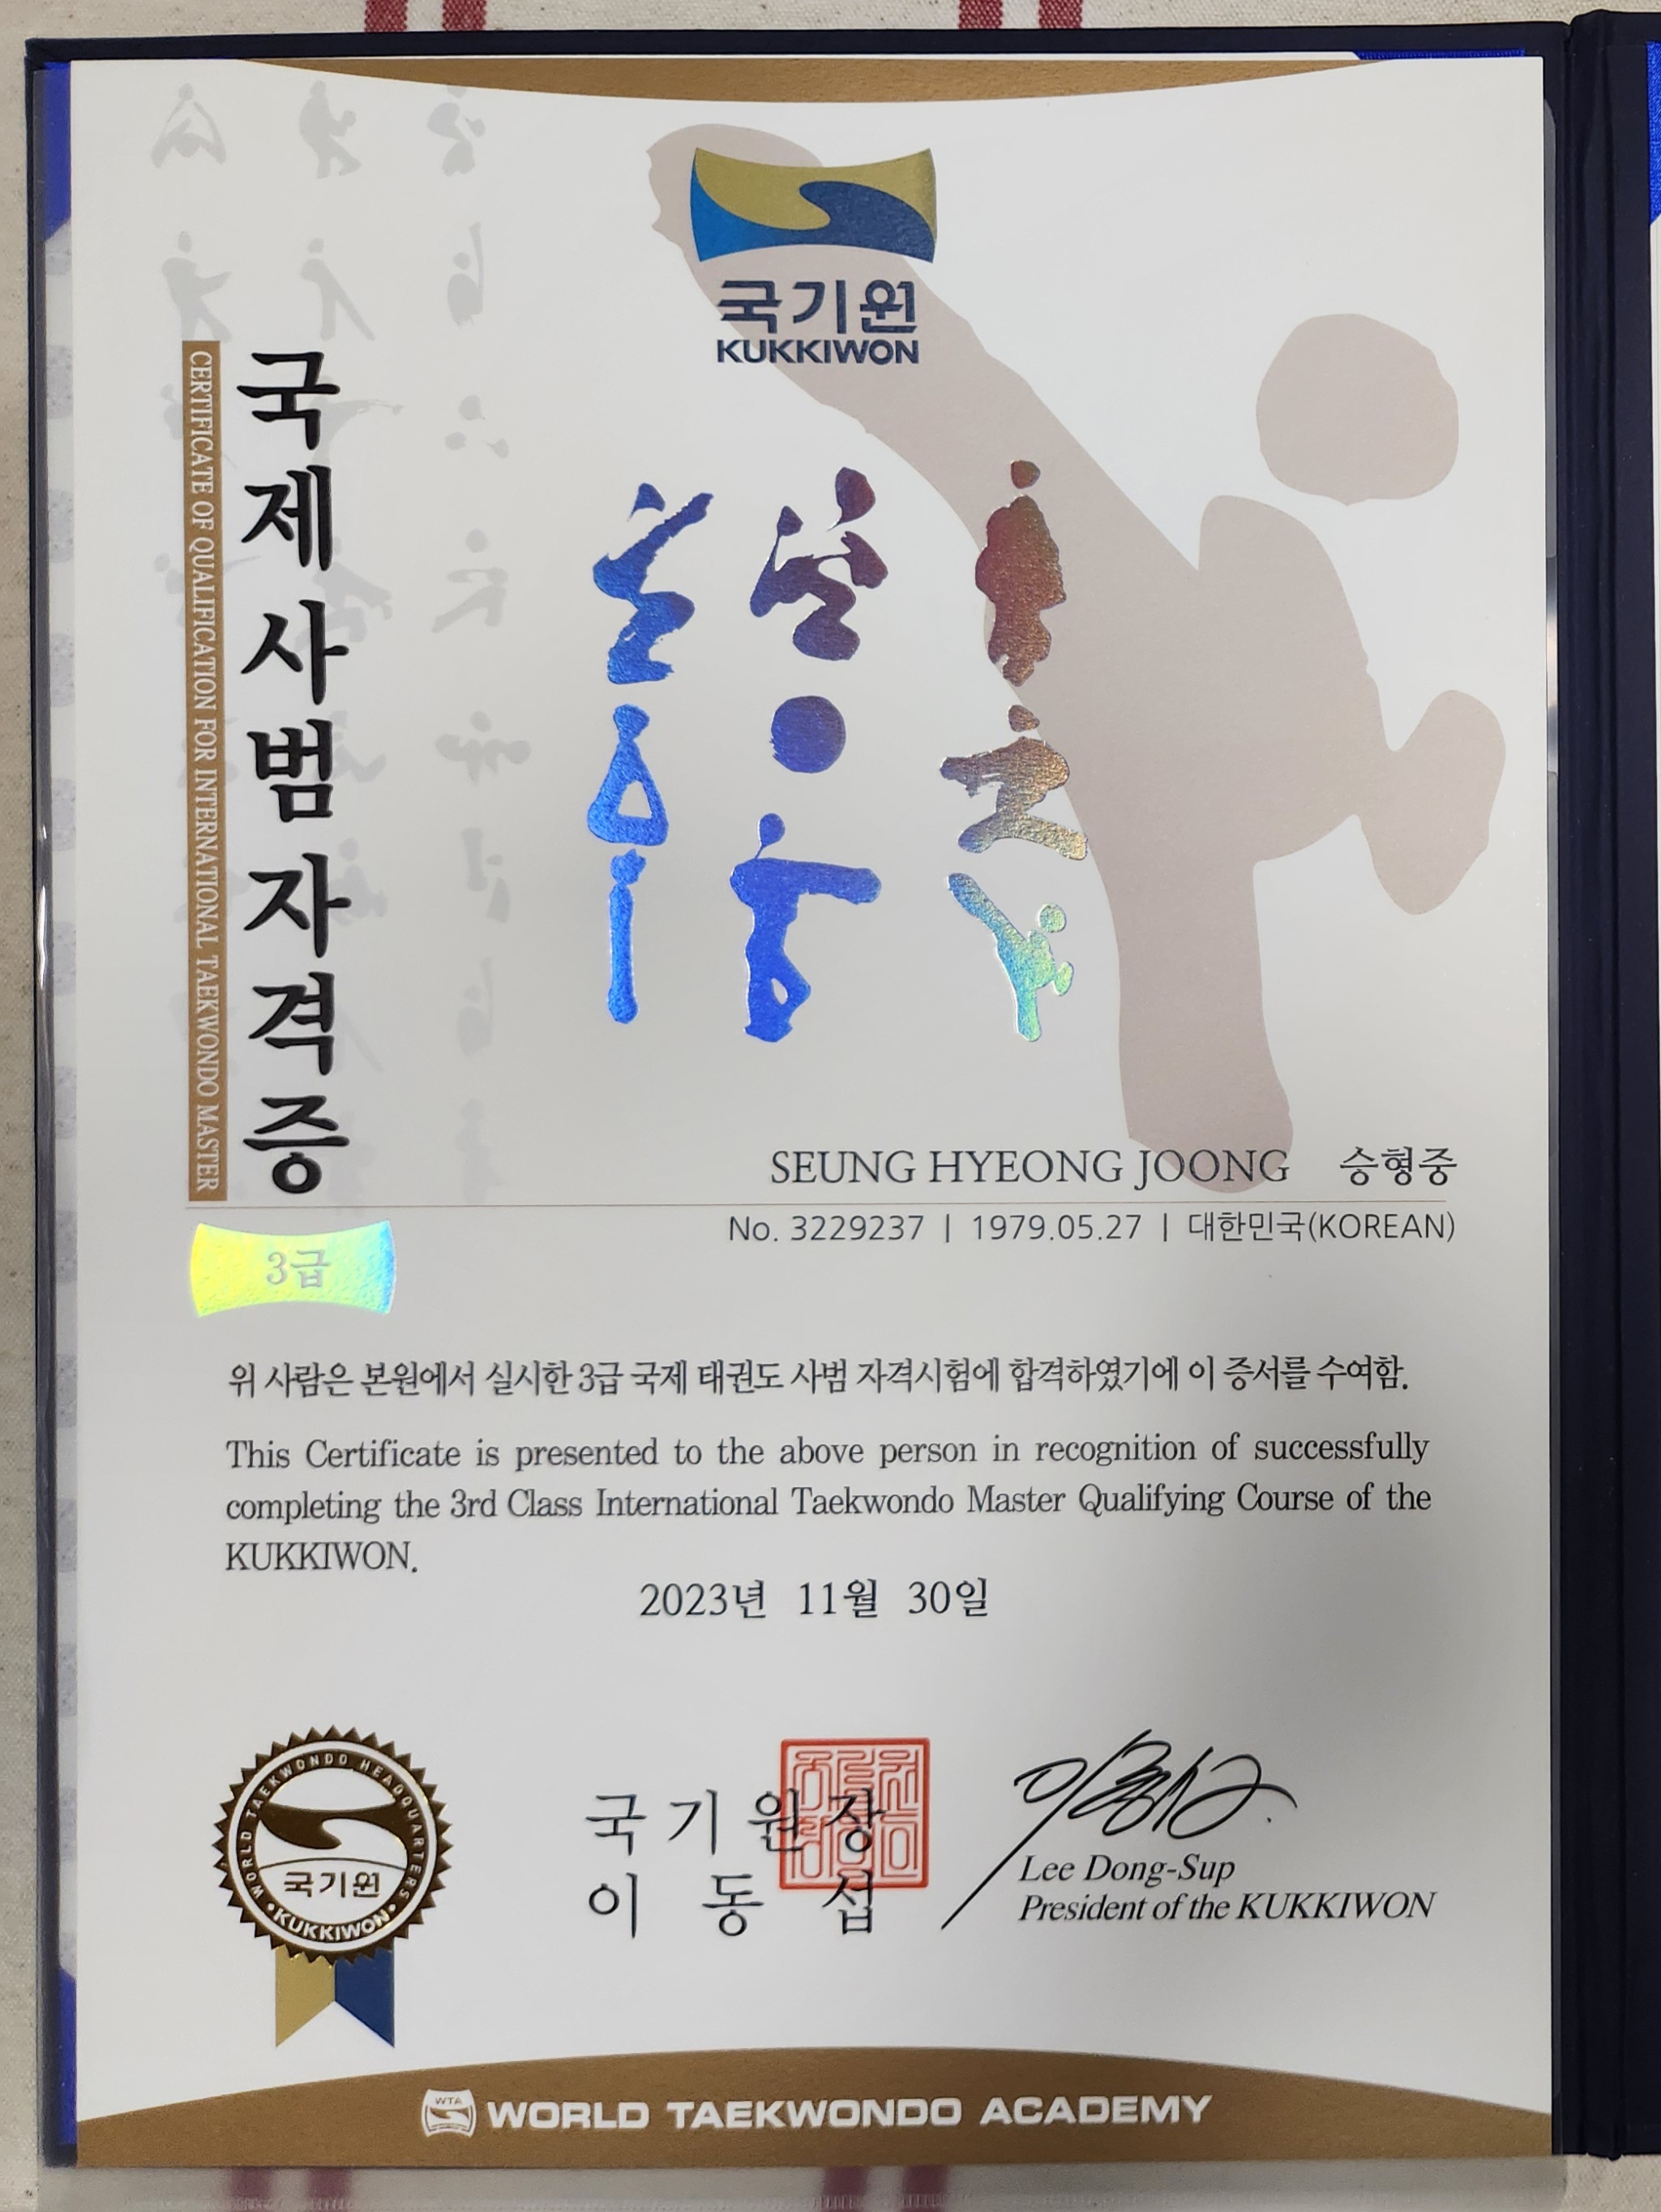 국기원
KUKKIWON
국제사범자격증
CERTIFICATE OF QUALIFICATION FOR INTERNATIONAL TAEKWONDO MASTER
SEUNG HYEONG JOONG 승형중
No. 3229237 | 1979.05.27 | 대한민국(KOREAN)
3급
위 사람은 본원에서 실시한 3급 국제 태권도 사범 자격시험에 합격하였기에 이 증서를 수여함.
This Certificate is presented to the above person in recognition of successfully
completing the 3rd Class International Taekwondo Master Qualifying Course of the
KUKKIWON.
2023년 11월 30일
WORLD TAEKWONDO HEADQUARTERS
국기원
KUKKIWON
국기원장
이동섭
Lee Dong-Sup
President of the KUKKIWON
WTA
WORLD TAEKWONDO ACADEMY